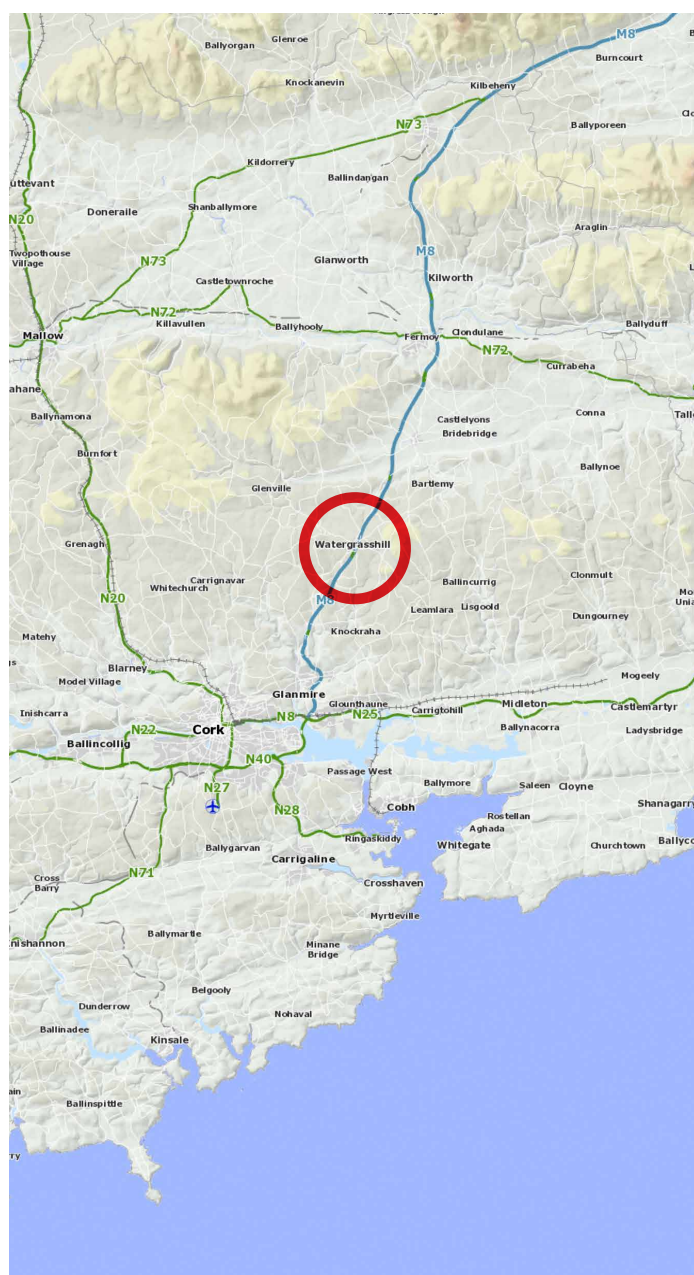 M8
Glenroe
Ballyorgan
Burncourt
Knockanevin
Kilbeheny
N73
Ballyporeen
Kildorrery
Ballindangan
Shanballymore
Doneraile
N20
Araglin
M8
Twopothouse
Village
Glanworth
N73
Kilworth
Castletownroche
N72
Killavullen
Ballyhooly
Ballyduff
Clondulane
Mallow
Fermoy
N72
Currabeha
Conna
Ballynamona
Castlelyons
Bridebridge
Burnfort
Ballynoe
Bartlemy
Glenville
Grenagh
Watergrasshill
Clonmult
Carrignavar
Ballincurrig
Whitechurch
N20
M8
Lisgoold
Leamlara
Dungourney
Knockraha
Matehy
Blarney
Mogeely
Model Village
Glanmire
Glounthaune
Midleton
Castlemartyr
Carrigtohill
Inishcarra
N8
N25
N22
Cork
Ballynacorra
Ladysbridge
Ballincollig
N40
Passage West
Ballymore
Saleen
Cloyne
N27
Shanagarry
Cobh
N28
Rostellan
Aghada
Ringaskiddy
Whitegate
Churchtown
Ballygarvan
Carrigaline
N71
Cross
Barry
Crosshaven
Myrtleville
Ballymartle
Minane
Bridge
Belgooly
Dunderrow
Nohaval
Ballinadee
Kinsale
Ballinspittle